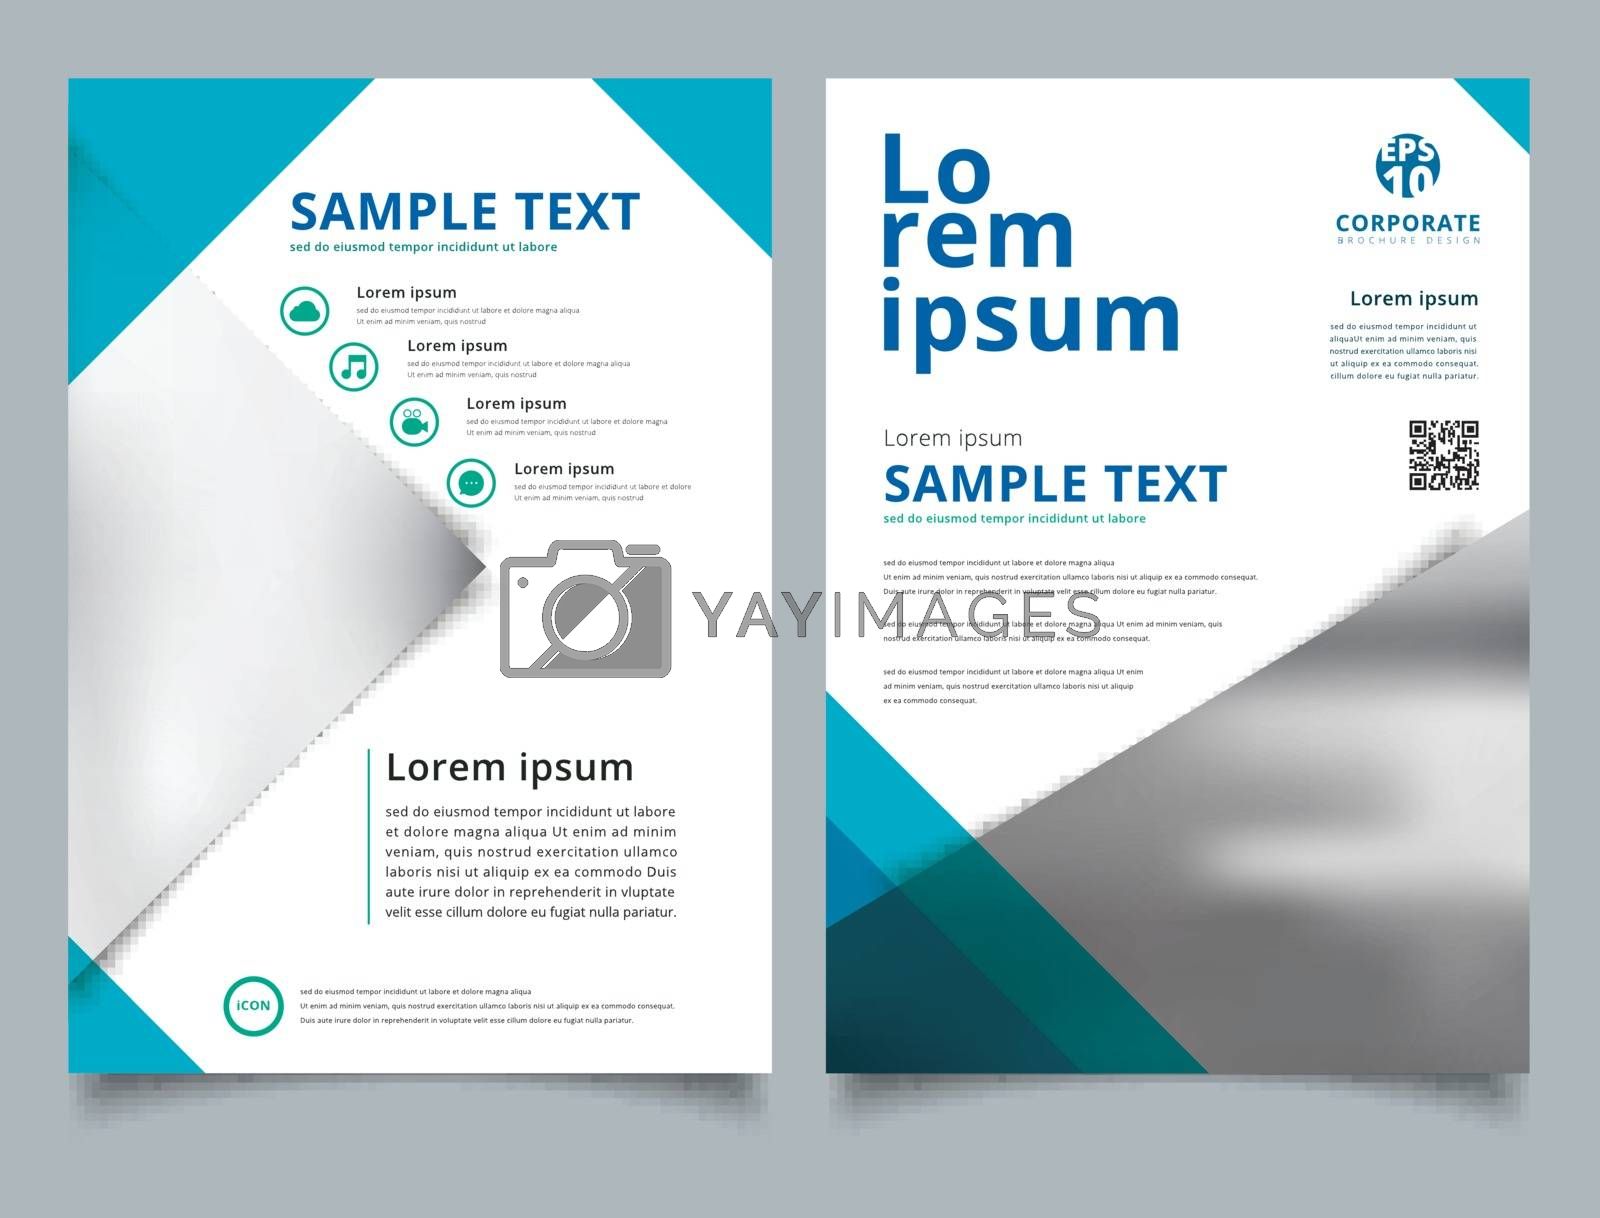 SAMPLE TEXT
sed do eiusmod tempor incididunt ut labore
Lorem ipsum
sed do eiusmod tempor incididunt ut labore et dolore magna aliqua
Ut enim ad minim veniam, quis nostrud
Lorem ipsum
sed do eiusmod tempor incididunt ut labore et dolore magna aliqua
Ut enim ad minim veniam, quis nostrud
Lorem ipsum
sed do eiusmod tempor incididunt ut labore et dolore magna
Ut enim ad minim veniam, quis nostrud
Lorem ipsum
sed do eiusmod tempor incididunt ut labore et dolore
Ut enim ad minim veniam, quis nostrud
Lorem ipsum
sed do eiusmod tempor incididunt ut labore
et dolore magna aliqua Ut enim ad minim
veniam, quis nostrud exercitation ullamco
laboris nisi ut aliquip ex ea commodo Duis
aute irure dolor in reprehenderit in vluptate
velit esse cillum dolore eu fugiat nulla pariatur.
iCON
sed do eiusmod tempor incididunt ut labore et dolore magna aliqua
Ut enim ad minim veniam, quis nostrud exercitation ullamco laboris nisi ut aliquip ex ea commodo consequat.
Duis aute irure dolor in reprehenderit in voluptate velit esse cillum dolore eu fugiat nulla pariatur.
Lo
rem
ipsum
EPS
10
CORPORATE
BROCHURE DESIGN
Lorem ipsum
sed do eiusmod tempor incididunt ut
aliquaUt enim ad minim veniam, quis
nostrud exercitation ullamco laboris nisi
ut aliquip ex ea commodo consequat.
cillum dolore eu fugiat nulla pariatur.
Lorem ipsum
SAMPLE TEXT
sed do eiusmod tempor incididunt ut labore
sed do eiusmod tempor incididunt ut labore et dolore magna aliqua
Ut enim ad minim veniam, quis nostrud exercitation ullamco laboris nisi ut aliquip ex ea commodo consequat.
Duis aute irure dolor in reprehenderit in voluptate velit esse cillum dolore eu fugiat nulla pariatur.
sed do eiusmod tempor incididunt ut labore et dolore magna aliqua Ut enim ad minim veniam, quis
nostrud exercitation ullamco laboris nisi ut aliquip ex ea commodo consequat.
sed do eiusmod tempor incididunt ut labore et dolore magna aliqua Ut enim
ad minim veniam, quis nostrud exercitation ullamco laboris nisi ut aliquip
ex ea commodo consequat.
YAYIMAGES